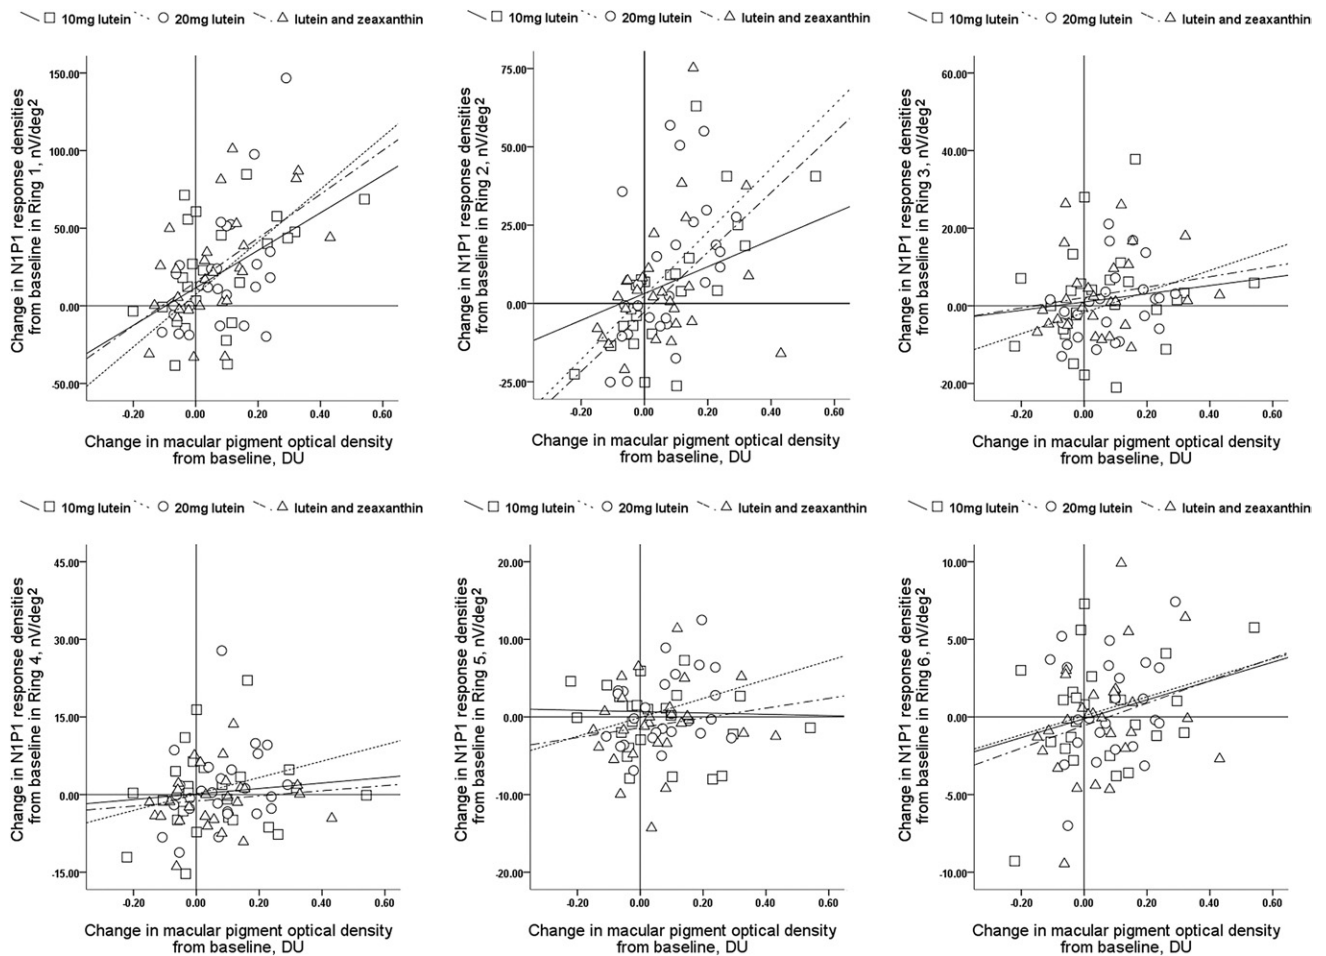 10mg lutein 20mg lutein lutein and zeaxanthin
Change in N1P1 response densities
from baseline in Ring 1, nV/deg2
150.00
100.00
50.00
0.00
-50.00
-0.20 0.00 0.20 0.40 0.60
Change in macular pigment optical density
from baseline, DU
10mg lutein 20mg lutein lutein and zeaxanthin
Change in N1P1 response densities
from baseline in Ring 2, nV/deg2
75.00
50.00
25.00
0.00
-25.00
-0.20 0.00 0.20 0.40 0.60
Change in macular pigment optical density
from baseline, DU
10mg lutein 20mg lutein lutein and zeaxanthin
Change in N1P1 response densities
from baseline in Ring 3, nV/deg2
60.00
40.00
20.00
0.00
-20.00
-0.20 0.00 0.20 0.40 0.60
Change in macular pigment optical density
from baseline, DU
10mg lutein 20mg lutein lutein and zeaxanthin
Change in N1P1 response densities
from baseline in Ring 4, nV/deg2
45.00
30.00
15.00
0.00
-15.00
-0.20 0.00 0.20 0.40 0.60
Change in macular pigment optical density
from baseline, DU
10mg lutein 20mg lutein lutein and zeaxanthin
Change in N1P1 response densities
from baseline in Ring 5, nV/deg2
20.00
10.00
0.00
-10.00
-20.00
-0.20 0.00 0.20 0.40 0.60
Change in macular pigment optical density
from baseline, DU
10mg lutein 20mg lutein lutein and zeaxanthin
Change in N1P1 response densities
from baseline in Ring 6, nV/deg2
10.00
5.00
0.00
-5.00
-10.00
-0.20 0.00 0.20 0.40 0.60
Change in macular pigment optical density
from baseline, DU